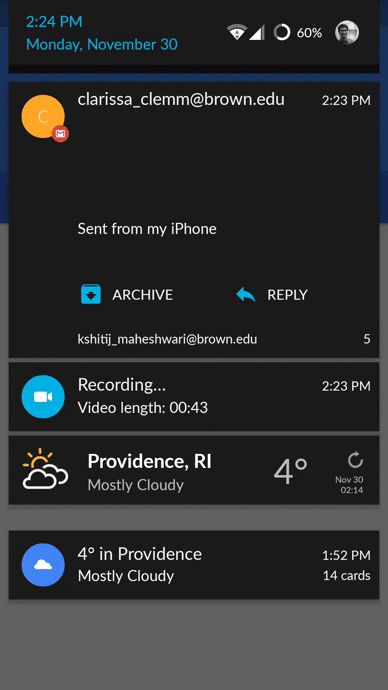 2:24 PM
60%
Monday, November 30
clarissa_clemm@brown.edu
2:23 PM
C
Sent from my iPhone
ARCHIVE
REPLY
kshitij_maheshwari@brown.edu
5
Recording...
2:23 PM
Video length: 00:43
Providence, RI
4°
Mostly Cloudy
Nov 30
02:14
4° in Providence
1:52 PM
Mostly Cloudy
14 cards